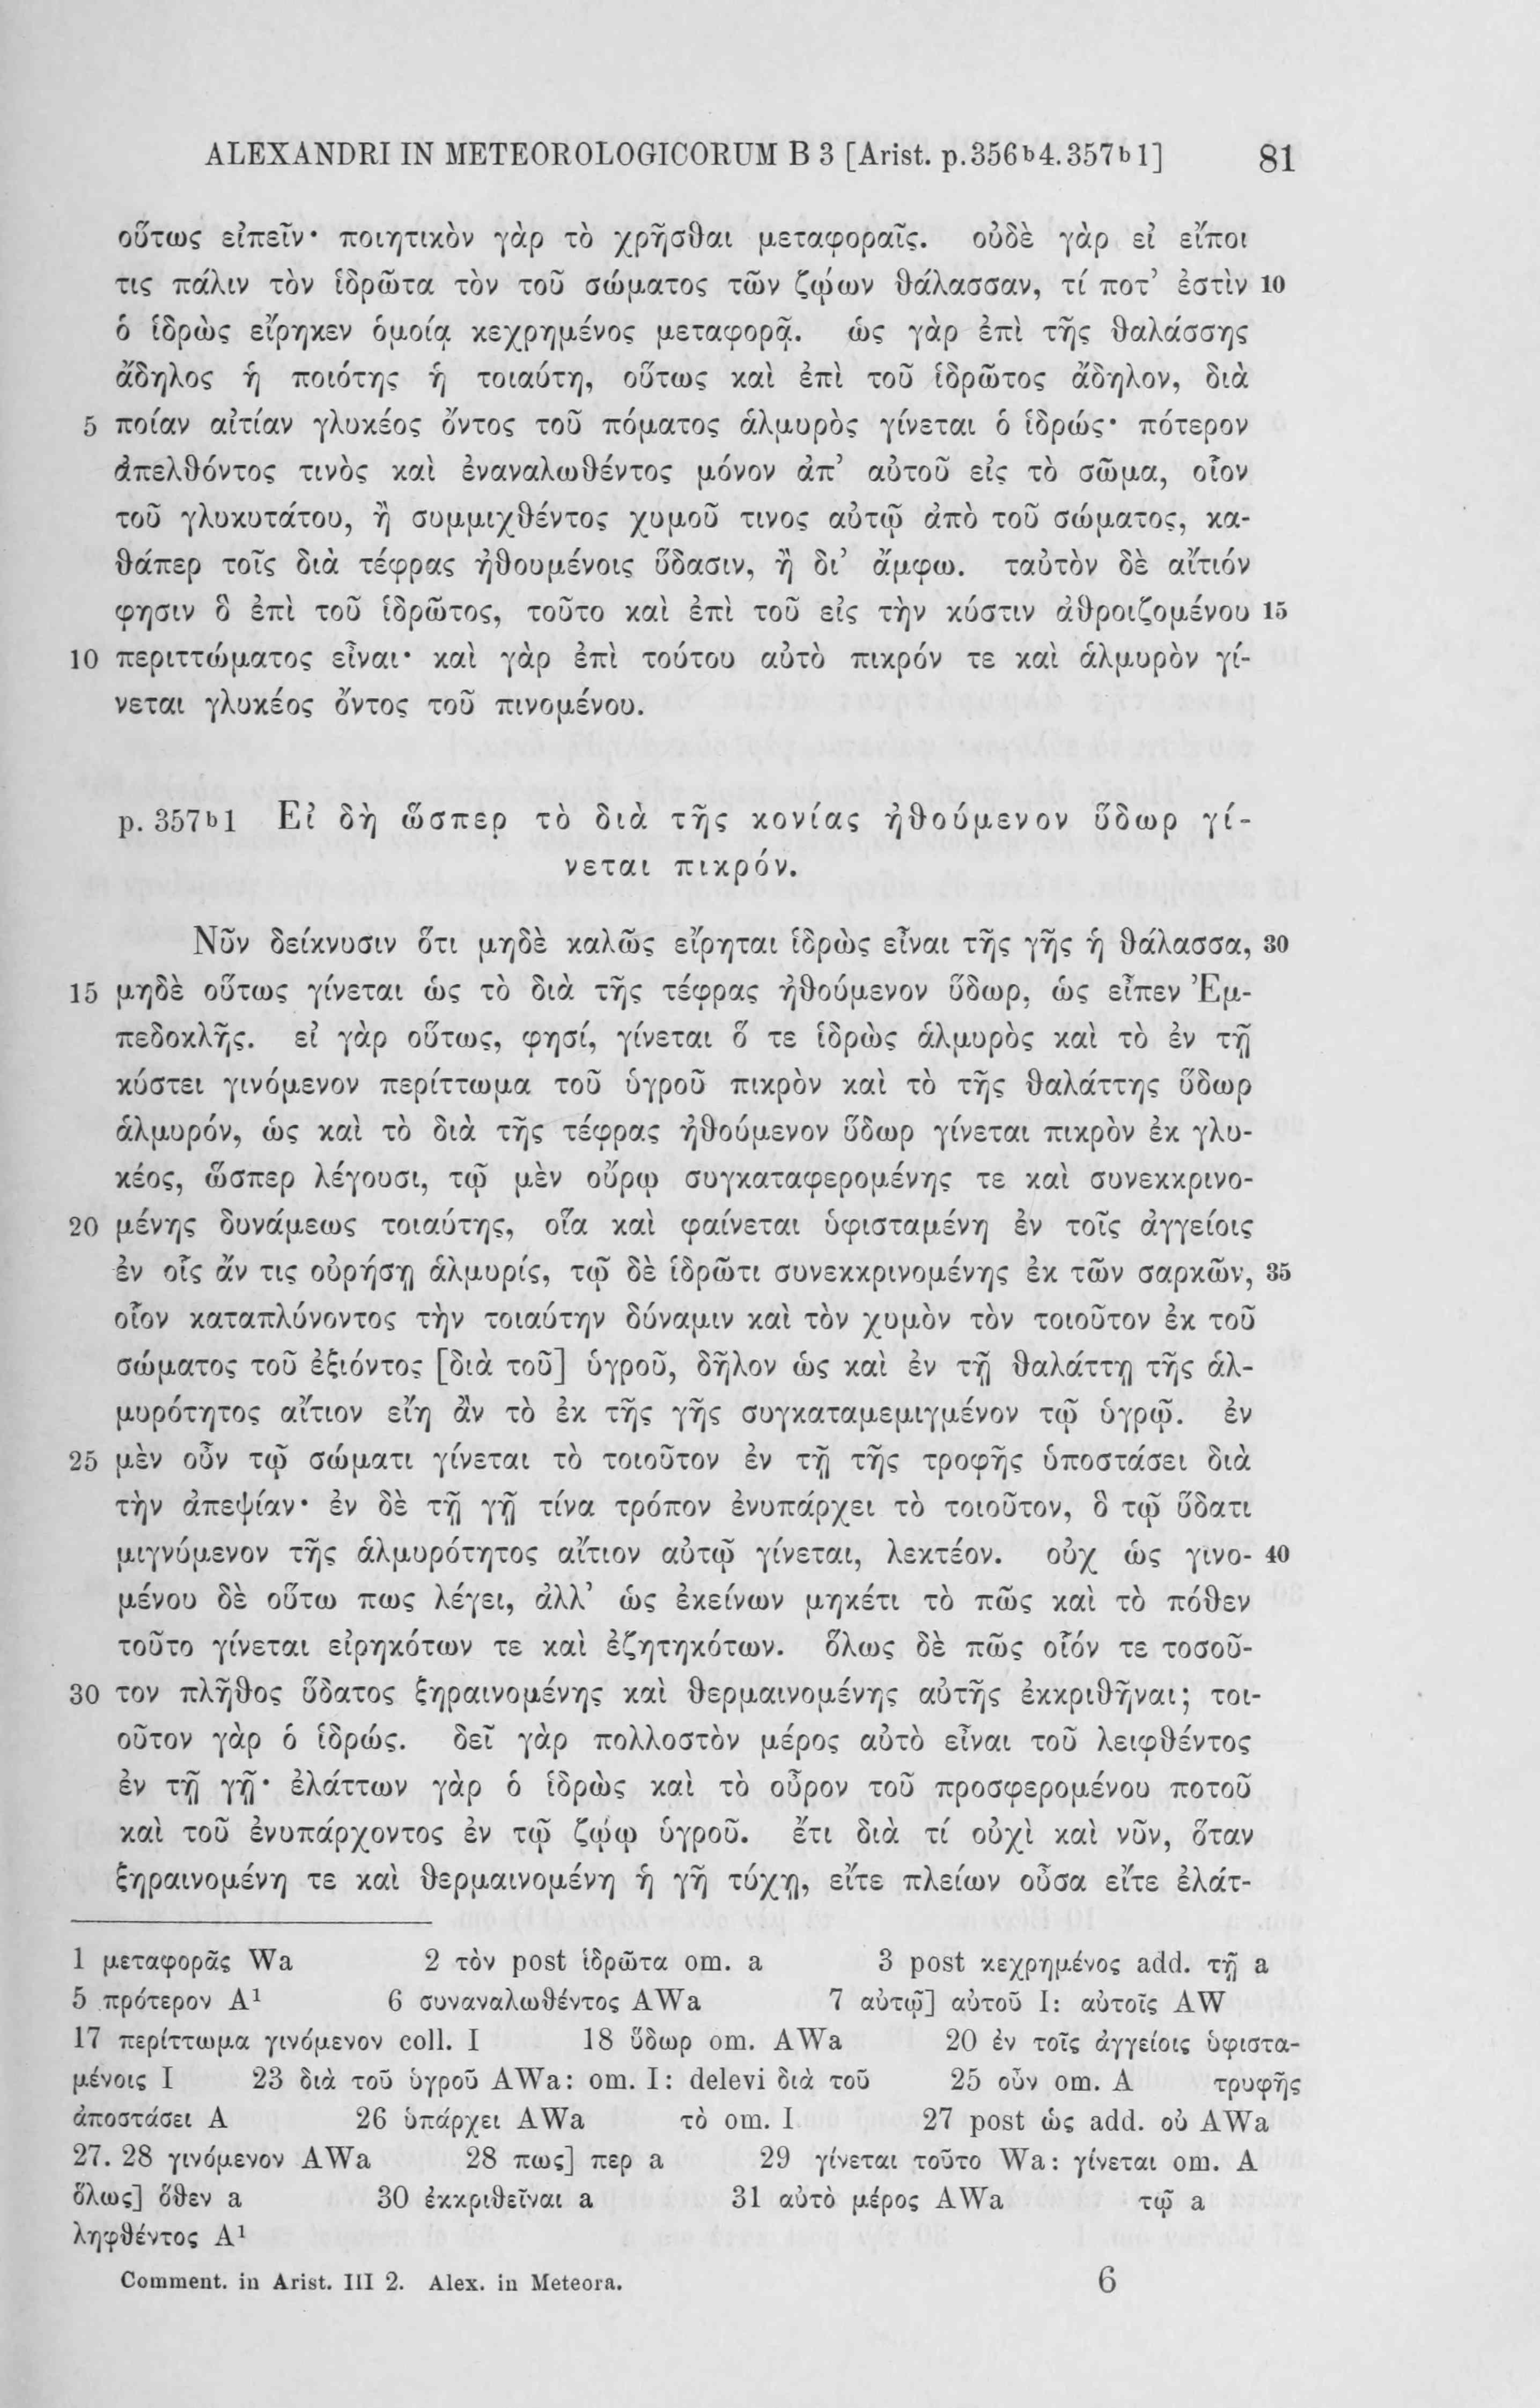 ALEXANDRI IN METEOROLOGICORUM B 3 [Arist. p.356b4.357b1] 81
οὕτως εἰπεῖν· ποιητικὸν γὰρ τὸ χρῆσθαι μεταφοραῖς. οὐδὲ γὰρ εἰ εἴποι
τις πάλιν τὸν ἱδρῶτα τὸν τοῦ σώματος τῶν ζῴων θάλασσαν, τί ποτ’ ἐστὶν 10
ὁ ἱδρὼς εἴρηκεν ὁμοίᾳ κεχρημένος μεταφορᾷ. ὡς γὰρ ἐπὶ τῆς θαλάσσης
ἄδηλος ἡ ποιότης ἡ τοιαύτη, οὕτως καὶ ἐπὶ τοῦ ἱδρῶτος ἄδηλον, διὰ
5 ποίαν αἰτίαν γλυκέος ὄντος τοῦ πόματος ἁλμυρὸς γίνεται ὁ ἱδρώς· πότερον
ἀπελθόντος τινὸς καὶ ἐναναλωθέντος μόνον ἀπ’ αὐτοῦ εἰς τὸ σῶμα, οἷον
τοῦ γλυκυτάτου, ἢ συμμιχθέντος χυμοῦ τινος αὐτῷ ἀπὸ τοῦ σώματος, κα-
θάπερ τοῖς διὰ τέφρας ἠθουμένοις ὕδασιν, ἢ δι’ ἄμφω. ταὐτὸν δὲ αἴτιόν
φησιν ὃ ἐπὶ τοῦ ἱδρῶτος, τοῦτο καὶ ἐπὶ τοῦ εἰς τὴν κύστιν ἀθροιζομένου 15
10 περιττώματος εἶναι· καὶ γὰρ ἐπὶ τούτου αὐτὸ πικρόν τε καὶ ἁλμυρὸν γί-
νεται γλυκέος ὄντος τοῦ πινομένου.
p. 357b1 Εἰ δὴ ὥσπερ τὸ διὰ τῆς κονίας ἠθούμενον ὕδωρ γί-
νεται πικρόν.
Νῦν δείκνυσιν ὅτι μηδὲ καλῶς εἴρηται ἱδρὼς εἶναι τῆς γῆς ἡ θάλασσα, 30
15 μηδὲ οὕτως γίνεται ὡς τὸ διὰ τῆς τέφρας ἠθούμενον ὕδωρ, ὡς εἶπεν Ἐμ-
πεδοκλῆς. εἰ γὰρ οὕτως, φησί, γίνεται ὅ τε ἱδρὼς ἁλμυρὸς καὶ τὸ ἐν τῇ
κύστει γινόμενον περίττωμα τοῦ ὑγροῦ πικρὸν καὶ τὸ τῆς θαλάττης ὕδωρ
ἁλμυρόν, ὡς καὶ τὸ διὰ τῆς τέφρας ἠθούμενον ὕδωρ γίνεται πικρὸν ἐκ γλυ-
κέος, ὥσπερ λέγουσι, τῷ μὲν οὔρῳ συγκαταφερομένης τε καὶ συνεκκρινο-
20 μένης δυνάμεως τοιαύτης, οἵα καὶ φαίνεται ὑφισταμένη ἐν τοῖς ἀγγείοις
ἐν οἷς ἄν τις οὐρήσῃ ἁλμυρίς, τῷ δὲ ἱδρῶτι συνεκκρινομένης ἐκ τῶν σαρκῶν, 35
οἷον καταπλύνοντος τὴν τοιαύτην δύναμιν καὶ τὸν χυμὸν τὸν τοιοῦτον ἐκ τοῦ
σώματος τοῦ ἐξιόντος [διὰ τοῦ] ὑγροῦ, δῆλον ὡς καὶ ἐν τῇ θαλάττῃ τῆς ἁλ-
μυρότητος αἴτιον εἴη ἂν τὸ ἐκ τῆς γῆς συγκαταμεμιγμένον τῷ ὑγρῷ. ἐν
25 μὲν οὖν τῷ σώματι γίνεται τὸ τοιοῦτον ἐν τῇ τῆς τροφῆς ὑποστάσει διὰ
τὴν ἀπεψίαν· ἐν δὲ τῇ γῇ τίνα τρόπον ἐνυπάρχει τὸ τοιοῦτον, ὃ τῷ ὕδατι
μιγνύμενον τῆς ἁλμυρότητος αἴτιον αὐτῷ γίνεται, λεκτέον. οὐχ ὡς γινο- 40
μένου δὲ οὕτω πως λέγει, ἀλλ’ ὡς ἐκείνων μηκέτι τὸ πῶς καὶ τὸ πόθεν
τοῦτο γίνεται εἰρηκότων τε καὶ ἐζητηκότων. ὅλως δὲ πῶς οἷόν τε τοσοῦ-
30 τον πλῆθος ὕδατος ξηραινομένης καὶ θερμαινομένης αὐτῆς ἐκκριθῆναι; τοι-
οῦτον γὰρ ὁ ἱδρώς. δεῖ γὰρ πολλοστὸν μέρος αὐτὸ εἶναι τοῦ λειφθέντος
ἐν τῇ γῇ· ἐλάττων γὰρ ὁ ἱδρὼς καὶ τὸ οὖρον τοῦ προσφερομένου ποτοῦ
καὶ τοῦ ἐνυπάρχοντος ἐν τῷ ζῴῳ ὑγροῦ. ἔτι διὰ τί οὐχὶ καὶ νῦν, ὅταν
ξηραινομένη τε καὶ θερμαινομένη ἡ γῆ τύχῃ, εἴτε πλείων οὖσα εἴτε ἐλάτ-
1 μεταφορᾶς Wa 2 τὸν post ἱδρῶτα om. a 3 post κεχρημένος add. τῇ a
5 πρότερον A¹ 6 συναναλωθέντος AWa 7 αὐτῷ] αὐτοῦ I: αὐτοῖς AW
17 περίττωμα γινόμενον coll. I 18 ὕδωρ om. AWa 20 ἐν τοῖς ἀγγείοις ὑφιστα-
μένοις I 23 διὰ τοῦ ὑγροῦ AWa: om. I: delevi διὰ τοῦ 25 οὖν om. A τρυφῆς
ἀποστάσει A 26 ὑπάρχει AWa τὸ om. I 27 post ὡς add. οὐ AWa
27. 28 γινόμενον AWa 28 πως] περ a 29 γίνεται τοῦτο Wa: γίνεται om. A
ὅλως] ὅθεν a 30 ἐκκριθεῖναι a 31 αὐτὸ μέρος AWa τῷ a
ληφθέντος A¹
Comment. in Arist. III 2. Alex. in Meteora. 6